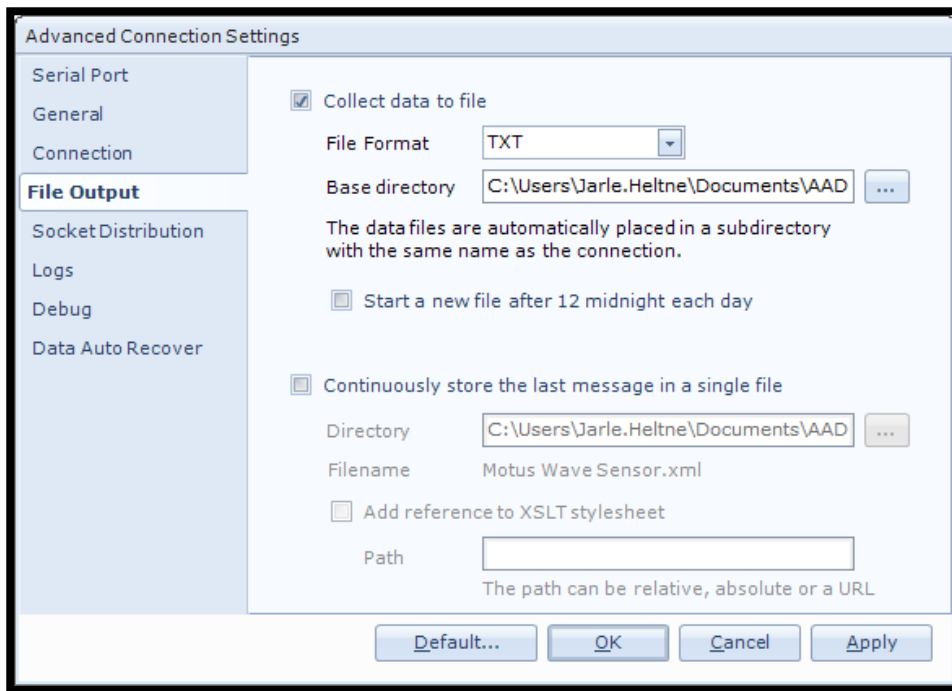 Advanced Connection Settings
Serial Port
General
Connection
File Output
Socket Distribution
Logs
Debug
Data Auto Recover
Collect data to file
File Format TXT
Base directory C:\Users\Jarle.Heltne\Documents\AAD ...
The data files are automatically placed in a subdirectory
with the same name as the connection.
Start a new file after 12 midnight each day
Continuously store the last message in a single file
Directory C:\Users\Jarle.Heltne\Documents\AAD ...
Filename Motus Wave Sensor.xml
Add reference to XSLT stylesheet
Path
The path can be relative, absolute or a URL
Default... OK Cancel Apply